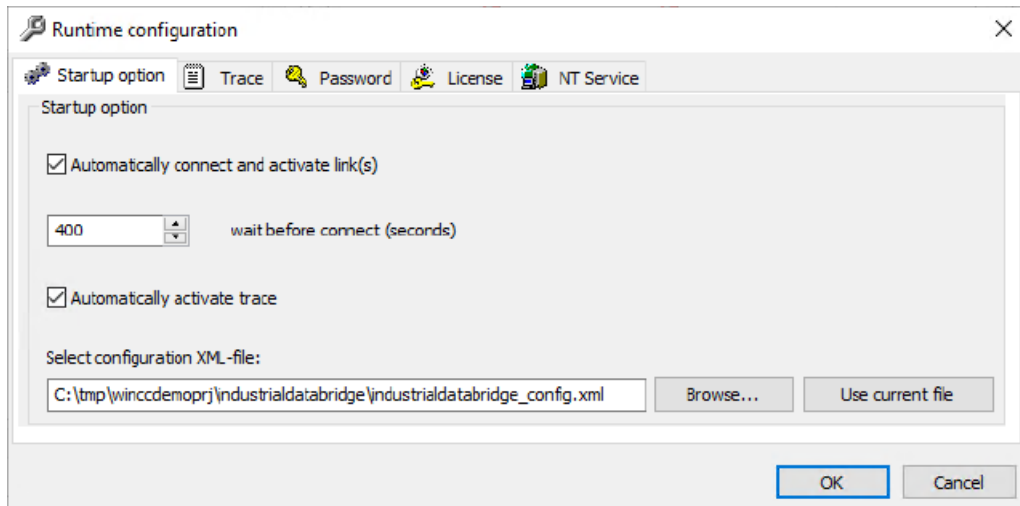 Runtime configuration
Startup option Trace Password License NT Service
Startup option
Automatically connect and activate link(s)
400 wait before connect (seconds)
Automatically activate trace
Select configuration XML-file:
C:\tmp\winccdemoprj\industrialdatabridge\industrialdatabridge_config.xml Browse... Use current file
OK Cancel